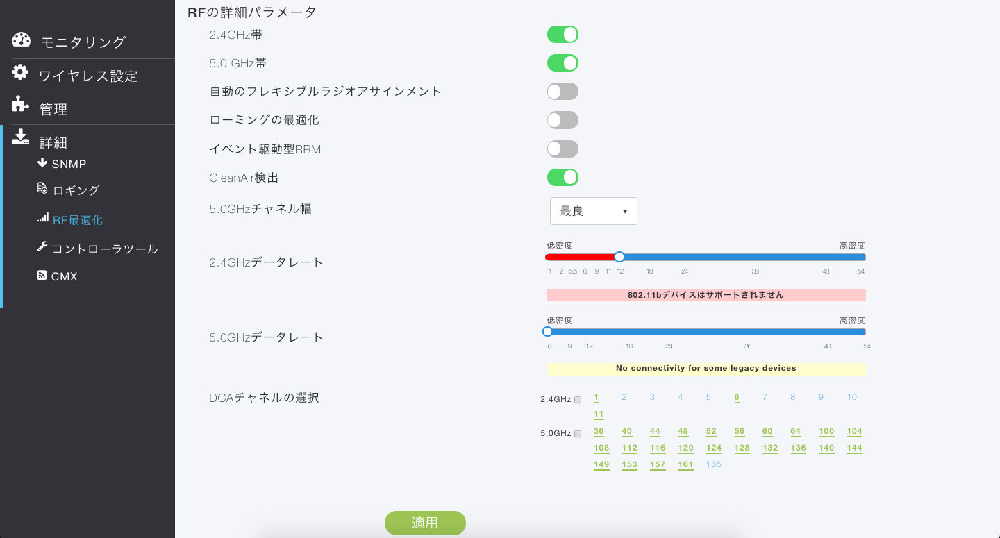 モニタリング
ワイヤレス設定
管理
詳細
SNMP
ロギング
RF最適化
コントローラツール
CMX
RFの詳細パラメータ
2.4GHz帯
5.0 GHz帯
自動のフレキシブルラジオアサインメント
ローミングの最適化
イベント駆動型RRM
CleanAir検出
5.0GHzチャネル幅
最良
2.4GHzデータレート
低密度 高密度
1 2 5.5 6 9 11 12 18 24 36 48 54
802.11bデバイスはサポートされません
5.0GHzデータレート
低密度 高密度
6 9 12 18 24 36 48 54
No connectivity for some legacy devices
DCAチャネルの選択
2.4GHz 1 2 3 4 5 6 7 8 9 10
11
5.0GHz 36 40 44 48 52 56 60 64 100 104
108 112 116 120 124 128 132 136 140 144
149 153 157 161 165
適用